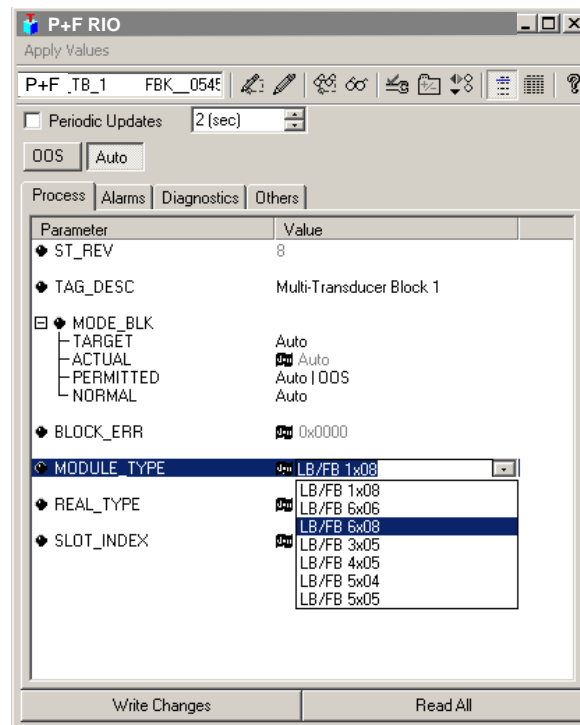 P+F RIO
Apply Values
P+F _TB_1 FBK__0545
Periodic Updates 2 (sec)
OOS Auto
Process Alarms Diagnostics Others
Parameter Value
ST_REV 8
TAG_DESC Multi-Transducer Block 1
MODE_BLK
TARGET Auto
ACTUAL Auto
PERMITTED Auto | OOS
NORMAL Auto
BLOCK_ERR 0x0000
MODULE_TYPE LB/FB 1x08
LB/FB 1x08
REAL_TYPE LB/FB 6x06
LB/FB 6x08
SLOT_INDEX LB/FB 3x05
LB/FB 4x05
LB/FB 5x04
LB/FB 5x05
Write Changes Read All